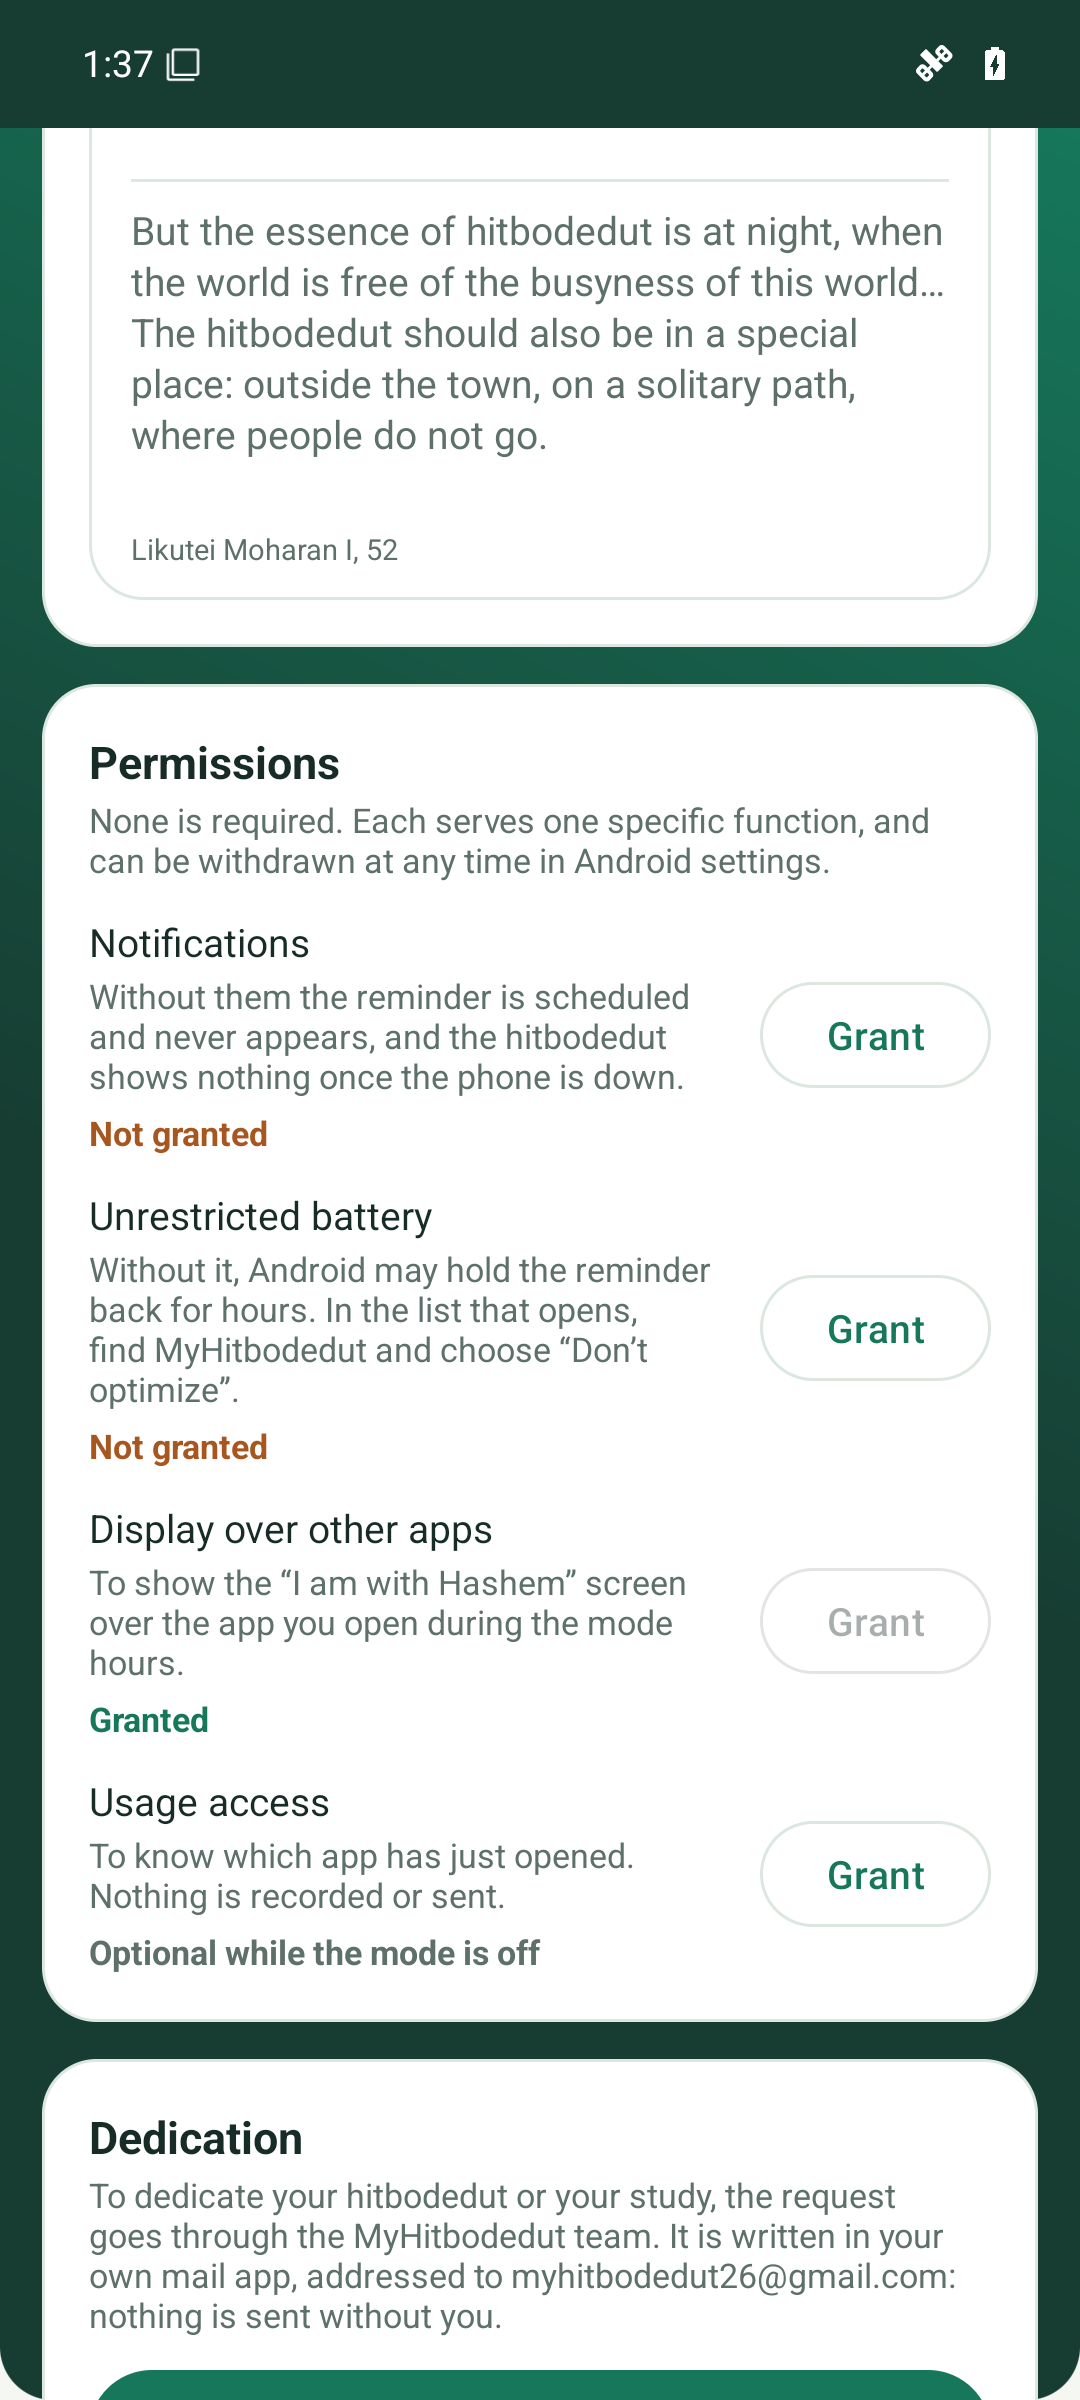 1:37
But the essence of hitbodedut is at night, when
the world is free of the busyness of this world…
The hitbodedut should also be in a special
place: outside the town, on a solitary path,
where people do not go.
Likutei Moharan I, 52
Permissions
None is required. Each serves one specific function, and
can be withdrawn at any time in Android settings.
Notifications
Without them the reminder is scheduled
and never appears, and the hitbodedut
shows nothing once the phone is down.
Grant
Not granted
Unrestricted battery
Without it, Android may hold the reminder
back for hours. In the list that opens,
find MyHitbodedut and choose “Don’t
optimize”.
Grant
Not granted
Display over other apps
To show the “I am with Hashem” screen
over the app you open during the mode
hours.
Grant
Granted
Usage access
To know which app has just opened.
Nothing is recorded or sent.
Grant
Optional while the mode is off
Dedication
To dedicate your hitbodedut or your study, the request
goes through the MyHitbodedut team. It is written in your
own mail app, addressed to myhitbodedut26@gmail.com:
nothing is sent without you.